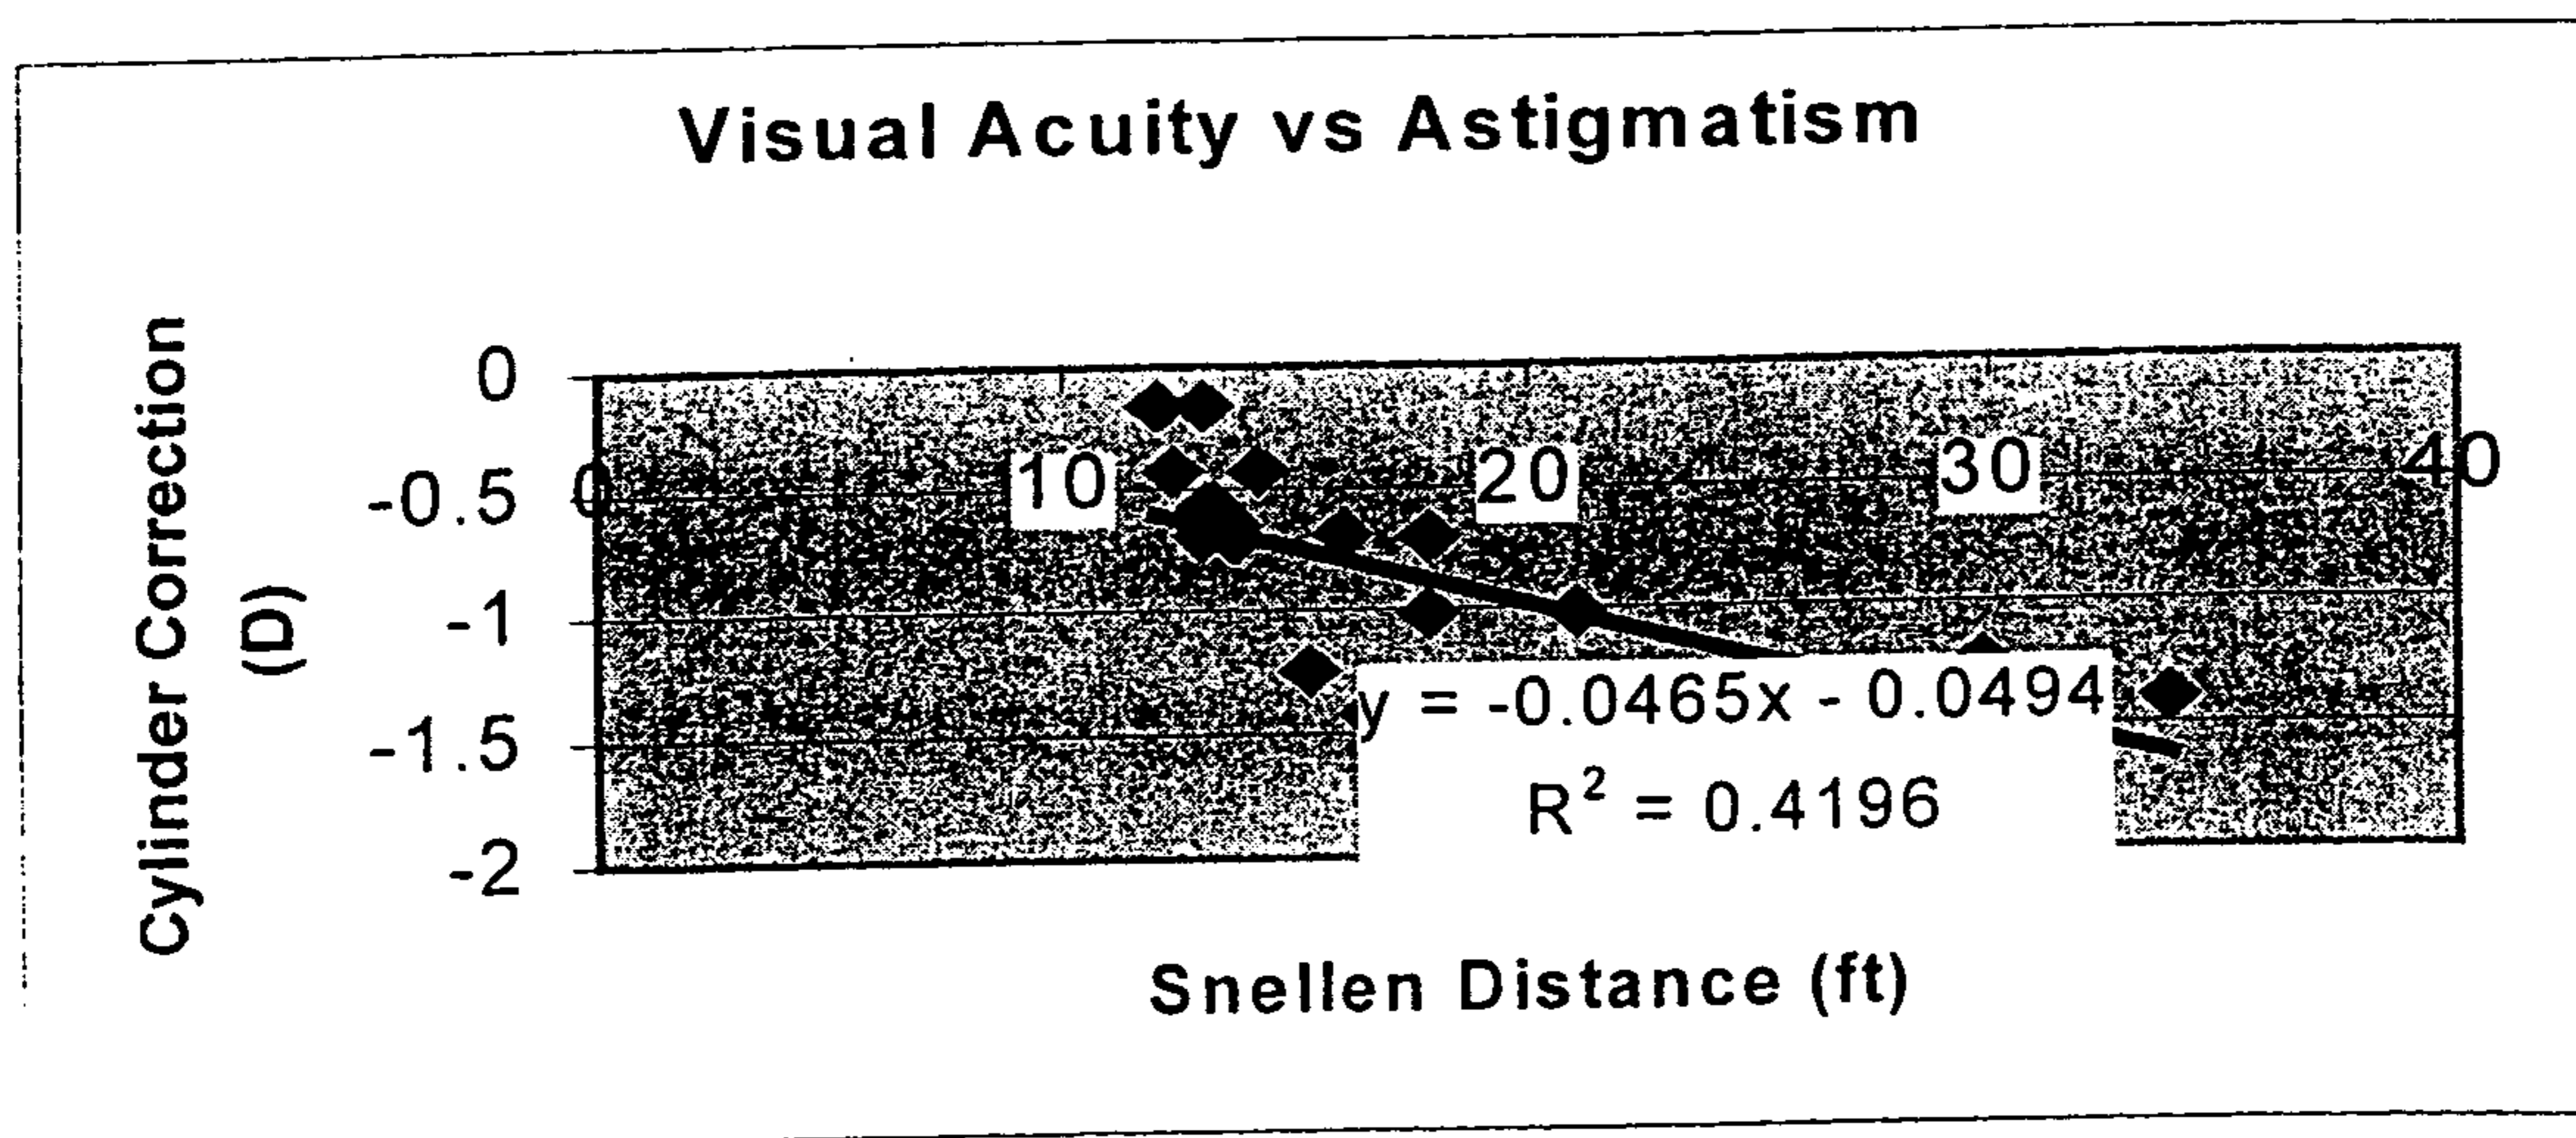 Visual Acuity vs Astigmatism
Cylinder Correction
(D)
0
-0.5
-1
-1.5
-2
0
10
20
30
40
y = -0.0465x - 0.0494
R² = 0.4196
Snellen Distance (ft)